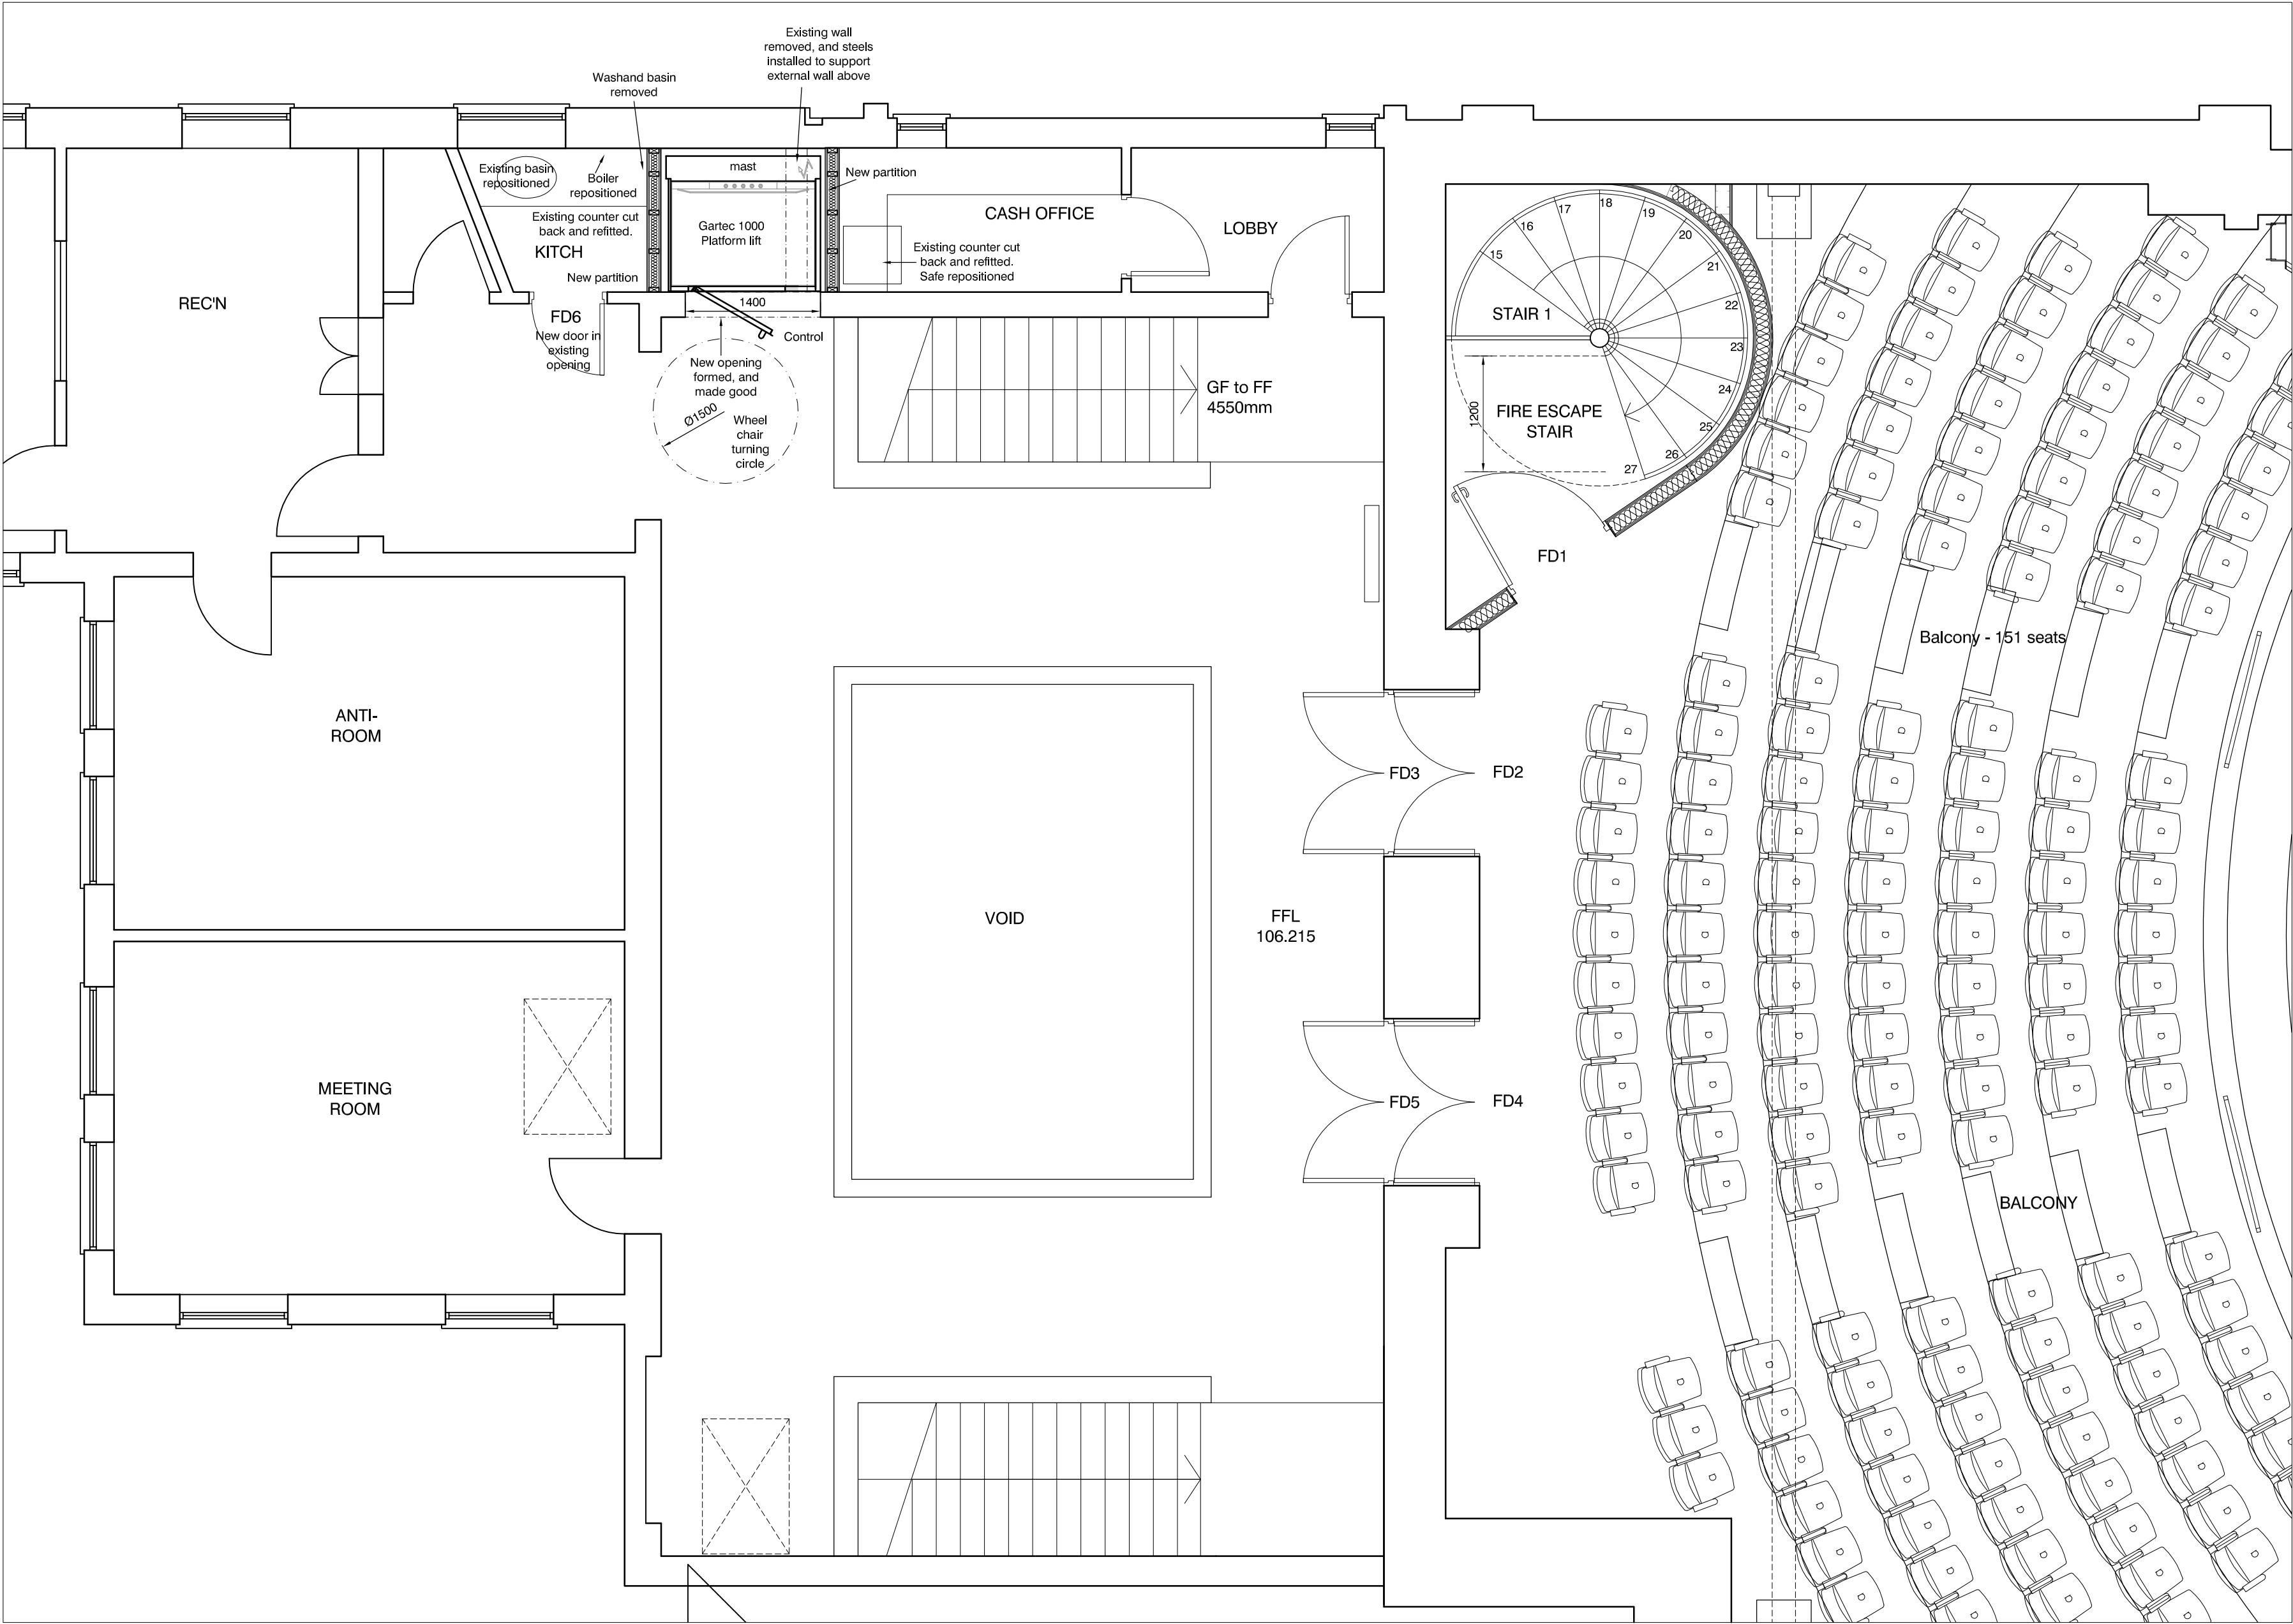 Existing wall
removed, and steels
installed to support
external wall above
Washand basin
removed
Existing basin
repositioned
Boiler
repositioned
Existing counter cut
back and refitted.
KITCH
New partition
mast
Gartec 1000
Platform lift
New partition
CASH OFFICE
Existing counter cut
back and refitted.
Safe repositioned
LOBBY
REC'N
FD6
New door in
existing
opening
1400
Control
New opening
formed, and
made good
Ø1500
Wheel
chair
turning
circle
GF to FF
4550mm
15
16
17
18
19
20
21
22
23
24
25
26
27
STAIR 1
1200
FIRE ESCAPE
STAIR
FD1
Balcony - 151 seats
ANTI-
ROOM
FD3
FD2
VOID
FFL
106.215
MEETING
ROOM
FD5
FD4
BALCONY